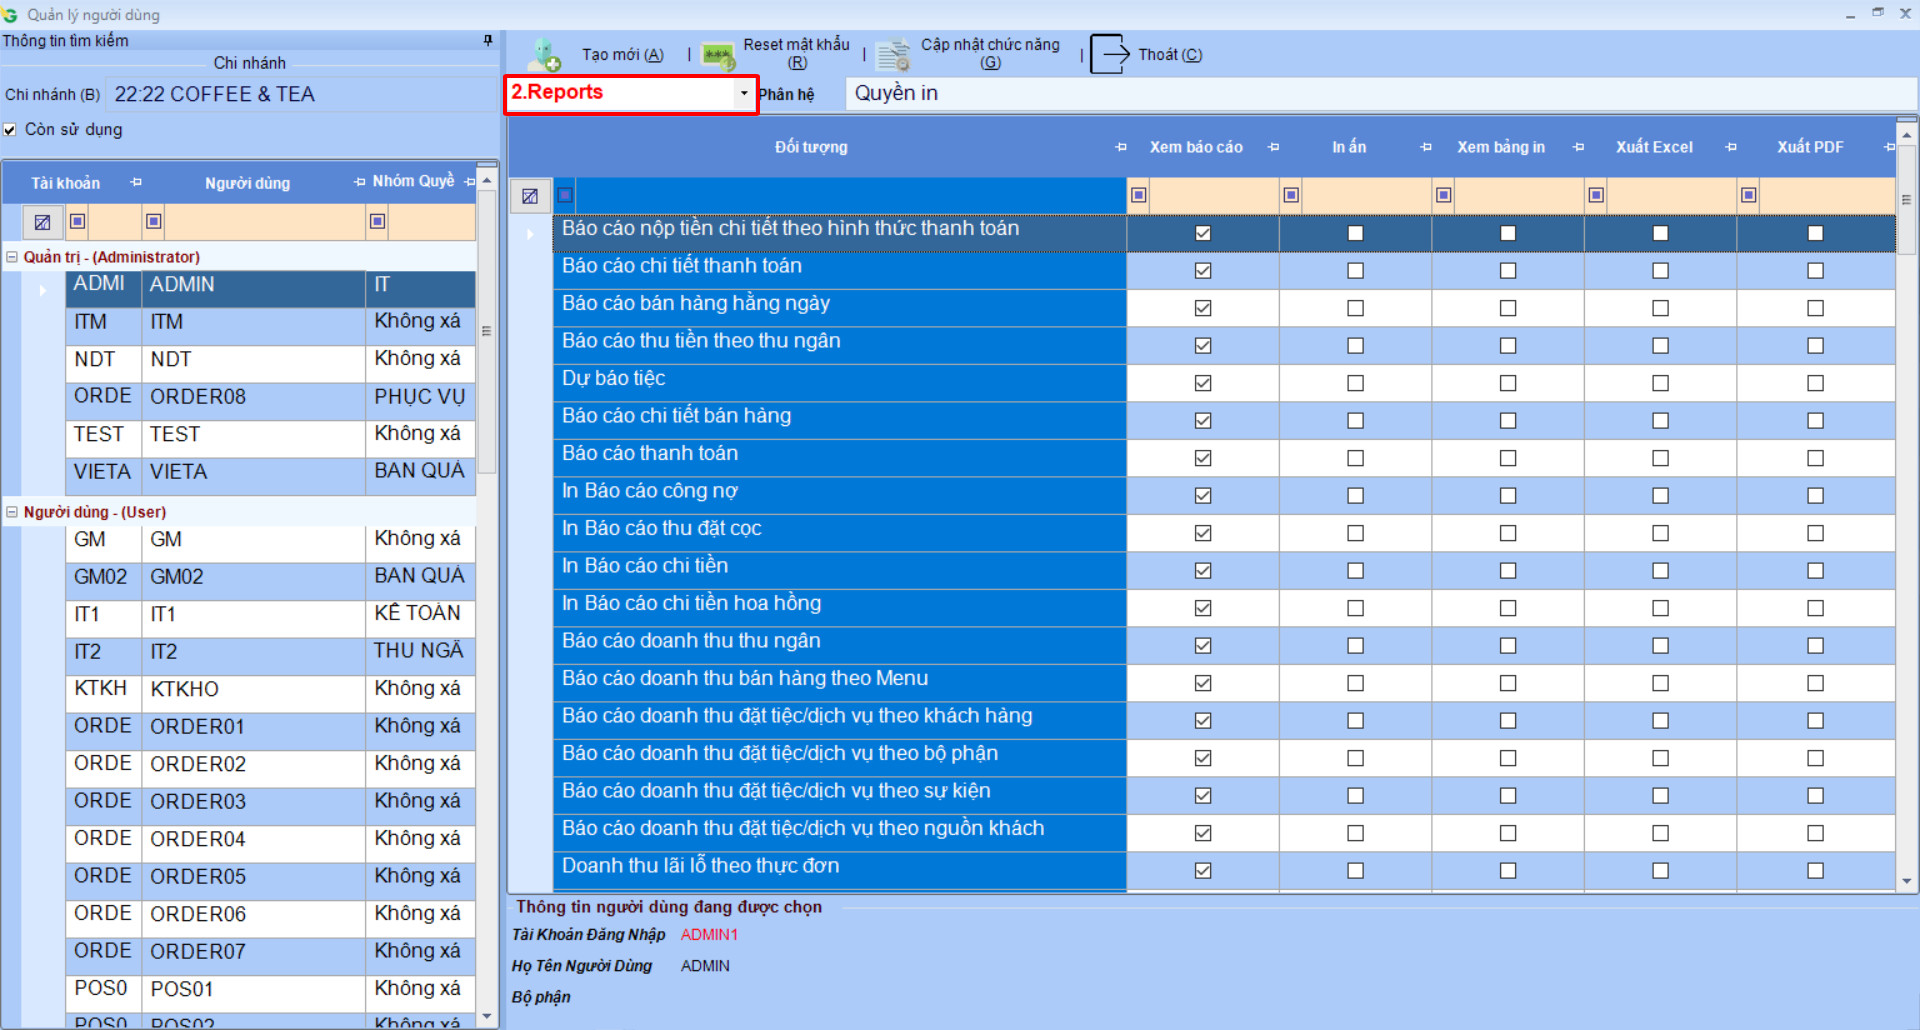 Quản lý người dùng
Thông tin tìm kiếm
Chi nhánh
Chi nhánh (B) 22:22 COFFEE & TEA
Còn sử dụng
Tài khoản Người dùng Nhóm Quyề
Quản trị - (Administrator)
ADMI ADMIN IT
ITM ITM Không xá
NDT NDT Không xá
ORDE ORDER08 PHỤC VỤ
TEST TEST Không xá
VIETA VIETA BAN QUẢ
Người dùng - (User)
GM GM Không xá
GM02 GM02 BAN QUẢ
IT1 IT1 KẾ TOÁN
IT2 IT2 THU NGÂ
KTKH KTKHO Không xá
ORDE ORDER01 Không xá
ORDE ORDER02 Không xá
ORDE ORDER03 Không xá
ORDE ORDER04 Không xá
ORDE ORDER05 Không xá
ORDE ORDER06 Không xá
ORDE ORDER07 Không xá
POS0 POS01 Không xá
POS0 POS02 Không xá
Tạo mới (A) | Reset mật khẩu (R) | Cập nhật chức năng (G) | Thoát (C)
2.Reports Phân hệ Quyền in
Đối tượng Xem báo cáo In ấn Xem bảng in Xuất Excel Xuất PDF
Báo cáo nộp tiền chi tiết theo hình thức thanh toán
Báo cáo chi tiết thanh toán
Báo cáo bán hàng hằng ngày
Báo cáo thu tiền theo thu ngân
Dự báo tiệc
Báo cáo chi tiết bán hàng
Báo cáo thanh toán
In Báo cáo công nợ
In Báo cáo thu đặt cọc
In Báo cáo chi tiền
In Báo cáo chi tiền hoa hồng
Báo cáo doanh thu thu ngân
Báo cáo doanh thu bán hàng theo Menu
Báo cáo doanh thu đặt tiệc/dịch vụ theo khách hàng
Báo cáo doanh thu đặt tiệc/dịch vụ theo bộ phận
Báo cáo doanh thu đặt tiệc/dịch vụ theo sự kiện
Báo cáo doanh thu đặt tiệc/dịch vụ theo nguồn khách
Doanh thu lãi lỗ theo thực đơn
Thông tin người dùng đang được chọn
Tài Khoản Đăng Nhập ADMIN1
Họ Tên Người Dùng ADMIN
Bộ phận